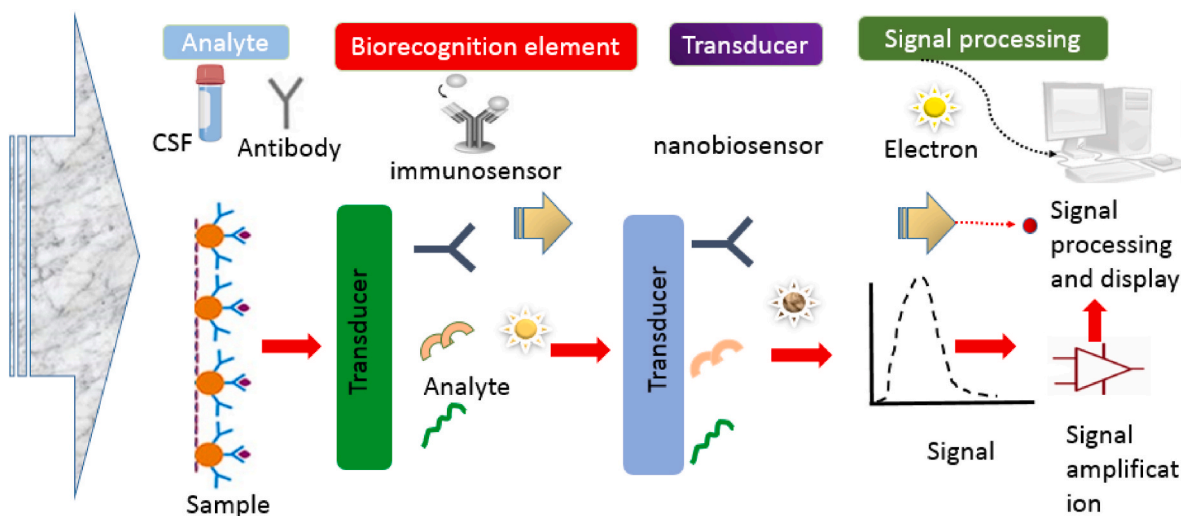 Analyte
Biorecognition element
Transducer
Signal processing
CSF
Antibody
immunosensor
nanobiosensor
Electron
Transducer
Analyte
Transducer
Signal
processing
and display
Sample
Signal
Signal
amplificat
ion